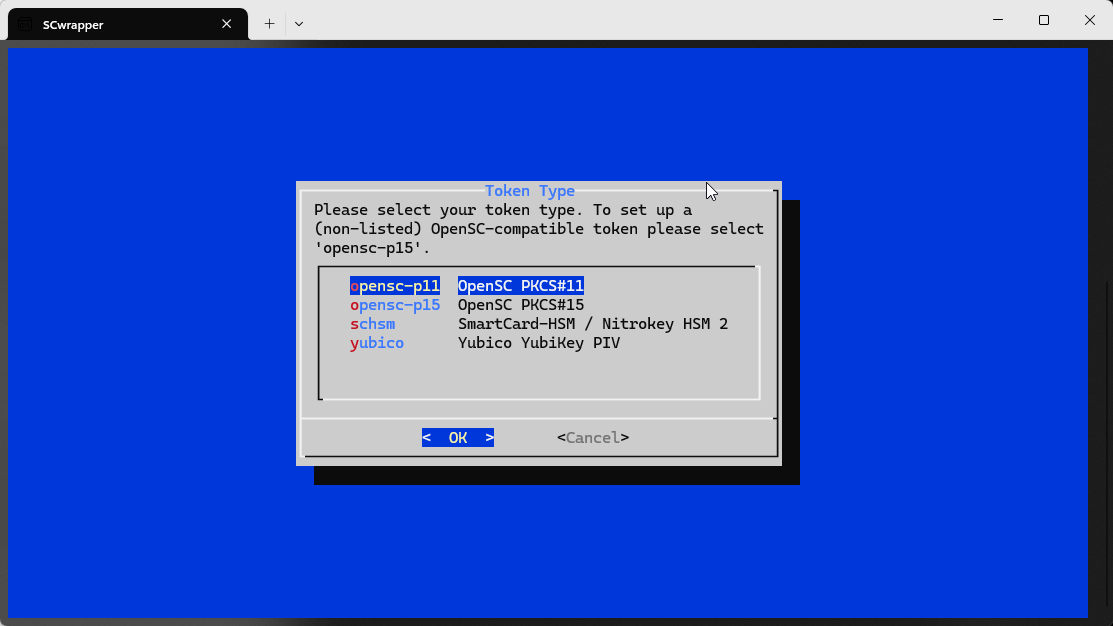 SCwrapper
Token Type
Please select your token type. To set up a
(non-listed) OpenSC-compatible token please select
'opensc-p15'.
opensc-p11 OpenSC PKCS#11
opensc-p15 OpenSC PKCS#15
schsm SmartCard-HSM / Nitrokey HSM 2
yubico Yubico YubiKey PIV
< OK > <Cancel>